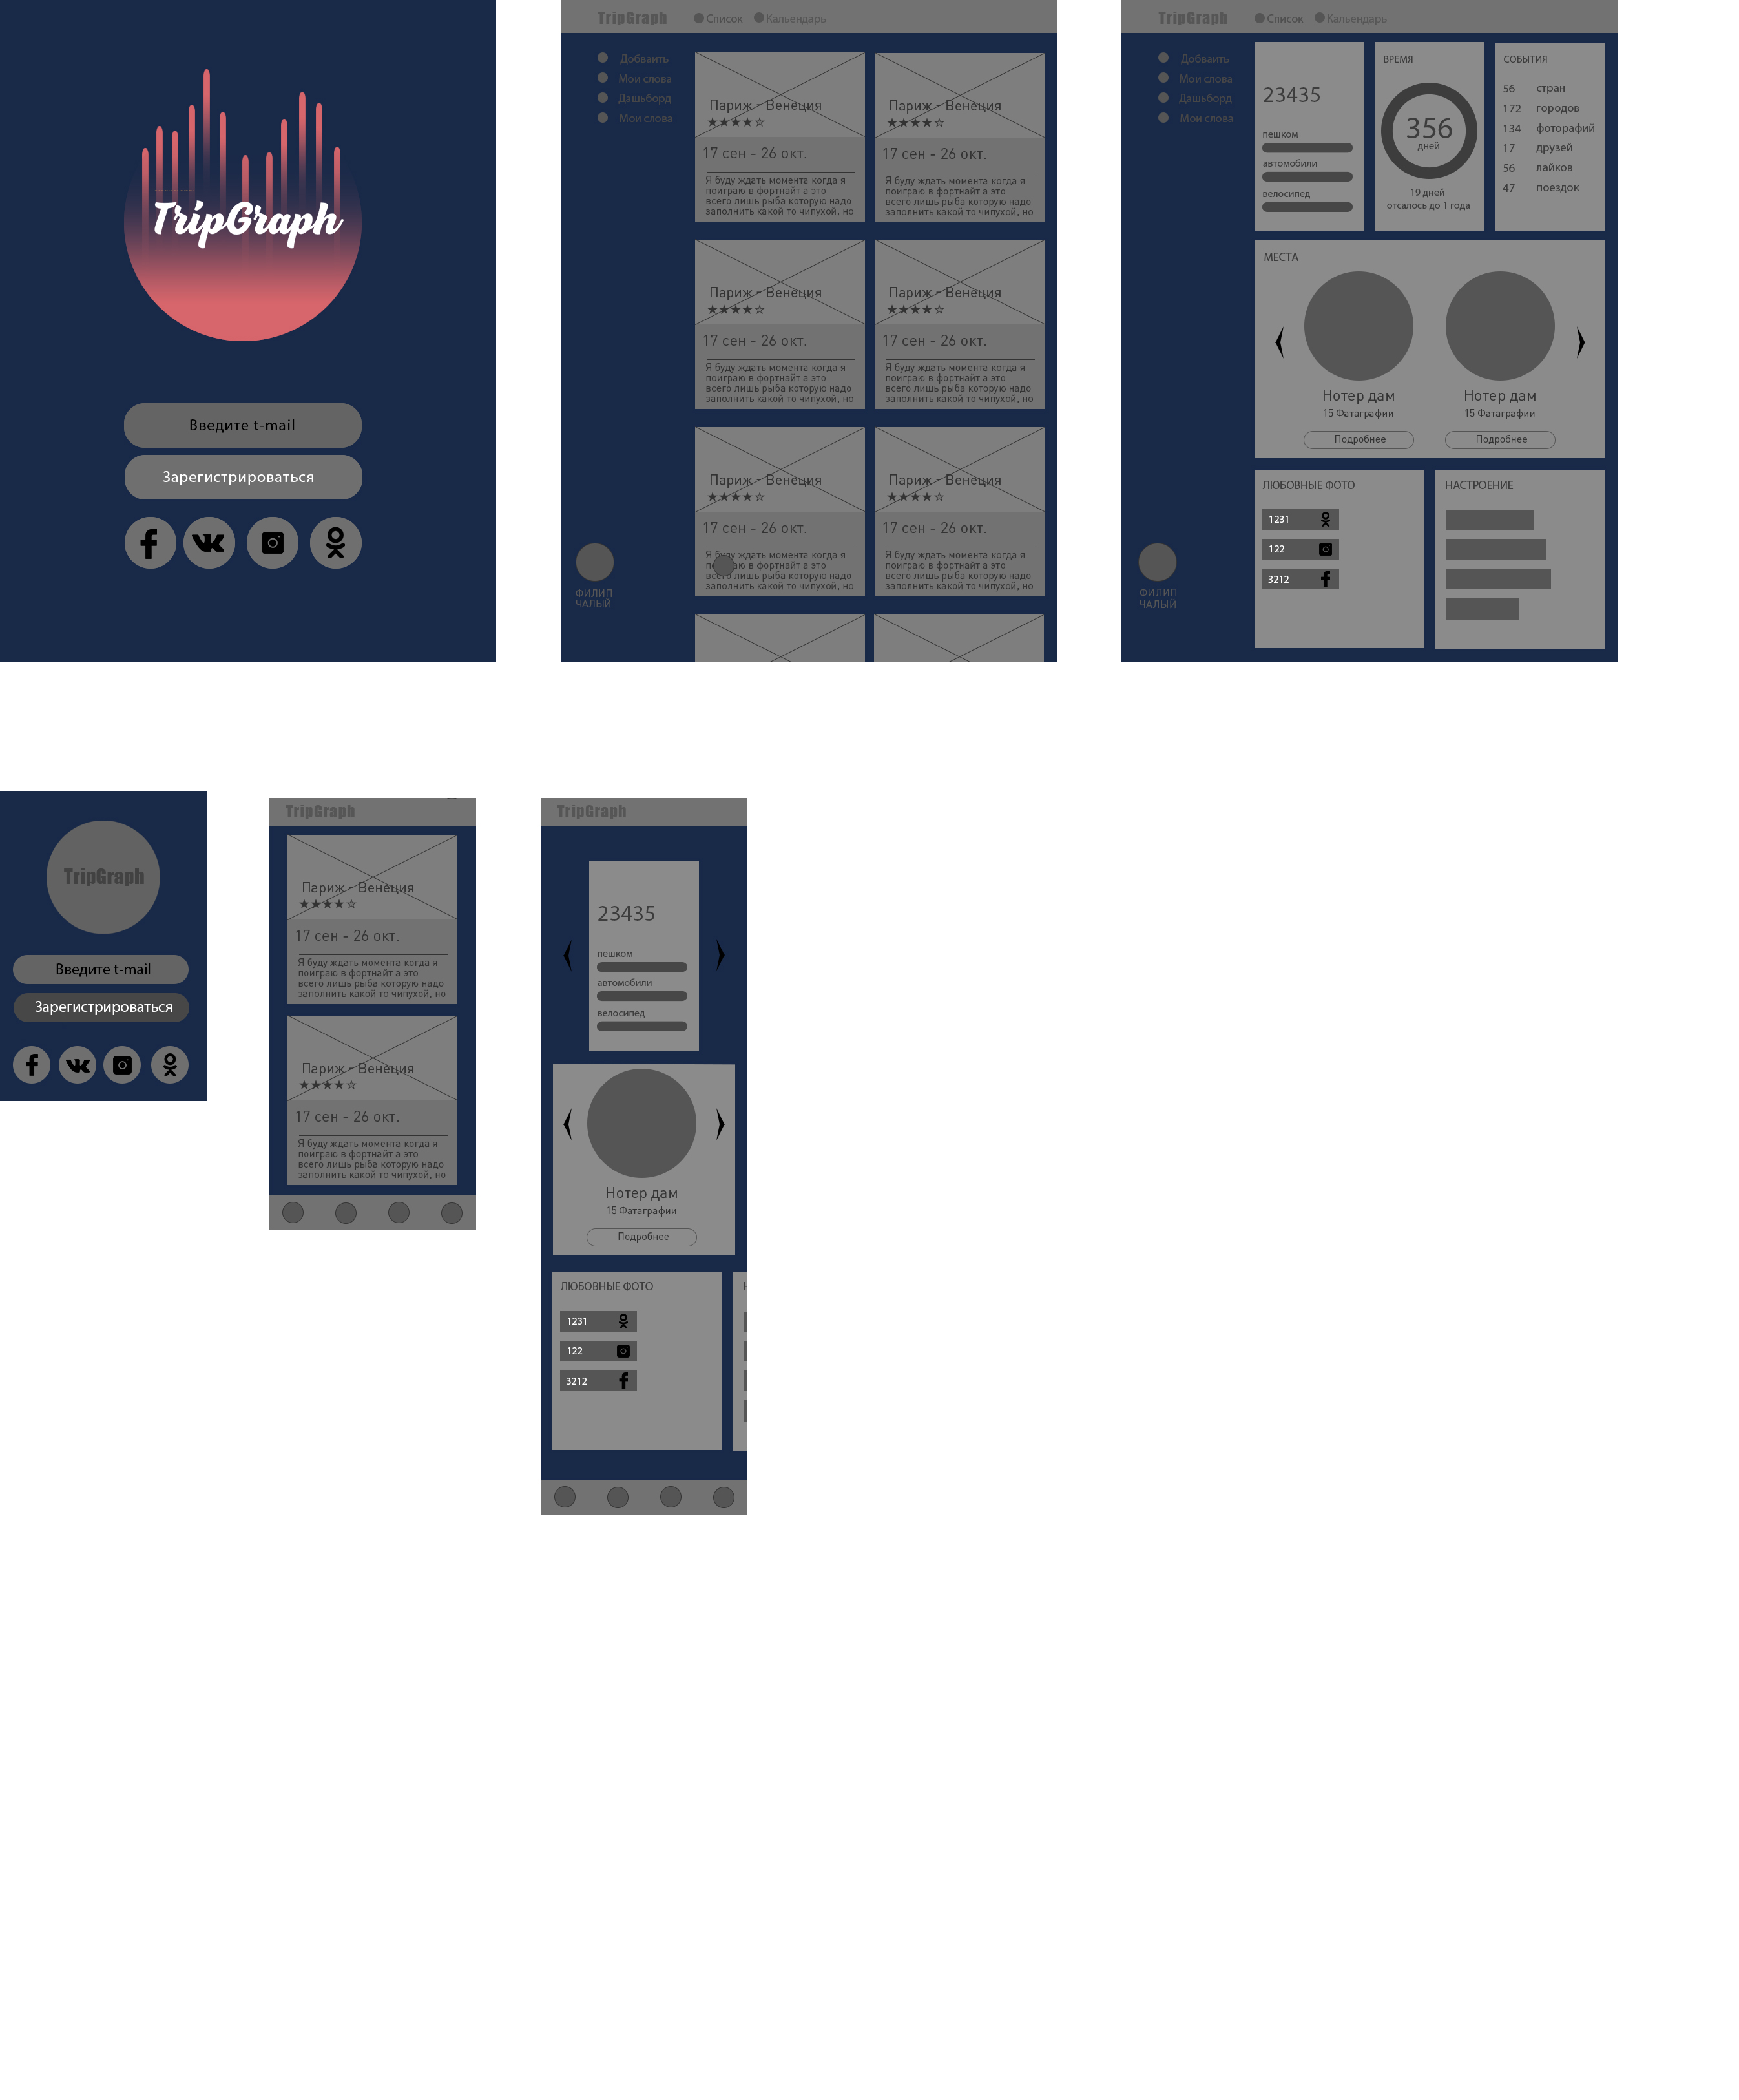 TripGraph
Введите t-mail
Зарегистрироваться
TripGraph
Список
Кальендарь
Добваить
Мои слова
Дашьборд
Мои слова
Париж - Венеция
★★★★☆
17 сен - 26 окт.
Я буду ждать момента когда я
поиграю в фортнайт а это
всего лишь рыба которую надо
заполнить какой то чипухой, но
Париж - Венеция
★★★★☆
17 сен - 26 окт.
Я буду ждать момента когда я
поиграю в фортнайт а это
всего лишь рыба которую надо
заполнить какой то чипухой, но
Париж - Венеция
★★★★☆
17 сен - 26 окт.
Я буду ждать момента когда я
поиграю в фортнайт а это
всего лишь рыба которую надо
заполнить какой то чипухой, но
Париж - Венеция
★★★★☆
17 сен - 26 окт.
Я буду ждать момента когда я
поиграю в фортнайт а это
всего лишь рыба которую надо
заполнить какой то чипухой, но
Париж - Венеция
★★★★☆
17 сен - 26 окт.
Я ждать момента когда я
в фортнайт а это
лишь рыба которую надо
заполнить какой то чипухой, но
Париж - Венеция
★★★★☆
17 сен - 26 окт.
Я буду ждать момента когда я
поиграю в фортнайт а это
всего лишь рыба которую надо
заполнить какой то чипухой, но
ФИЛИП
ЧАЛЫЙ
TripGraph
Список
Кальендарь
Добваить
Мои слова
Дашьборд
Мои слова
ФИЛИП
ЧАЛЫЙ
23435
пешком
автомобили
велосипед
ВРЕМЯ
356
дней
19 дней
отсалось до 1 года
СОБЫТИЯ
56 стран
172 городов
134 фоторафий
17 друзей
56 лайков
47 поездок
МЕСТА
Нотер дам
15 Фатаграфии
Подробнее
Нотер дам
15 Фатаграфии
Подробнее
ЛЮБОВНЫЕ ФОТО
1231
122
3212
НАСТРОЕНИЕ
TripGraph
Введите t-mail
Зарегистрироваться
TripGraph
Париж - Венеция
★★★★☆
17 сен - 26 окт.
Я буду ждать момента когда я
поиграю в фортнайт а это
всего лишь рыба которую надо
заполнить какой то чипухой, но
Париж - Венеция
★★★★☆
17 сен - 26 окт.
Я буду ждать момента когда я
поиграю в фортнайт а это
всего лишь рыба которую надо
заполнить какой то чипухой, но
TripGraph
23435
пешком
автомобили
велосипед
Нотер дам
15 Фатаграфии
Подробнее
ЛЮБОВНЫЕ ФОТО
1231
122
3212